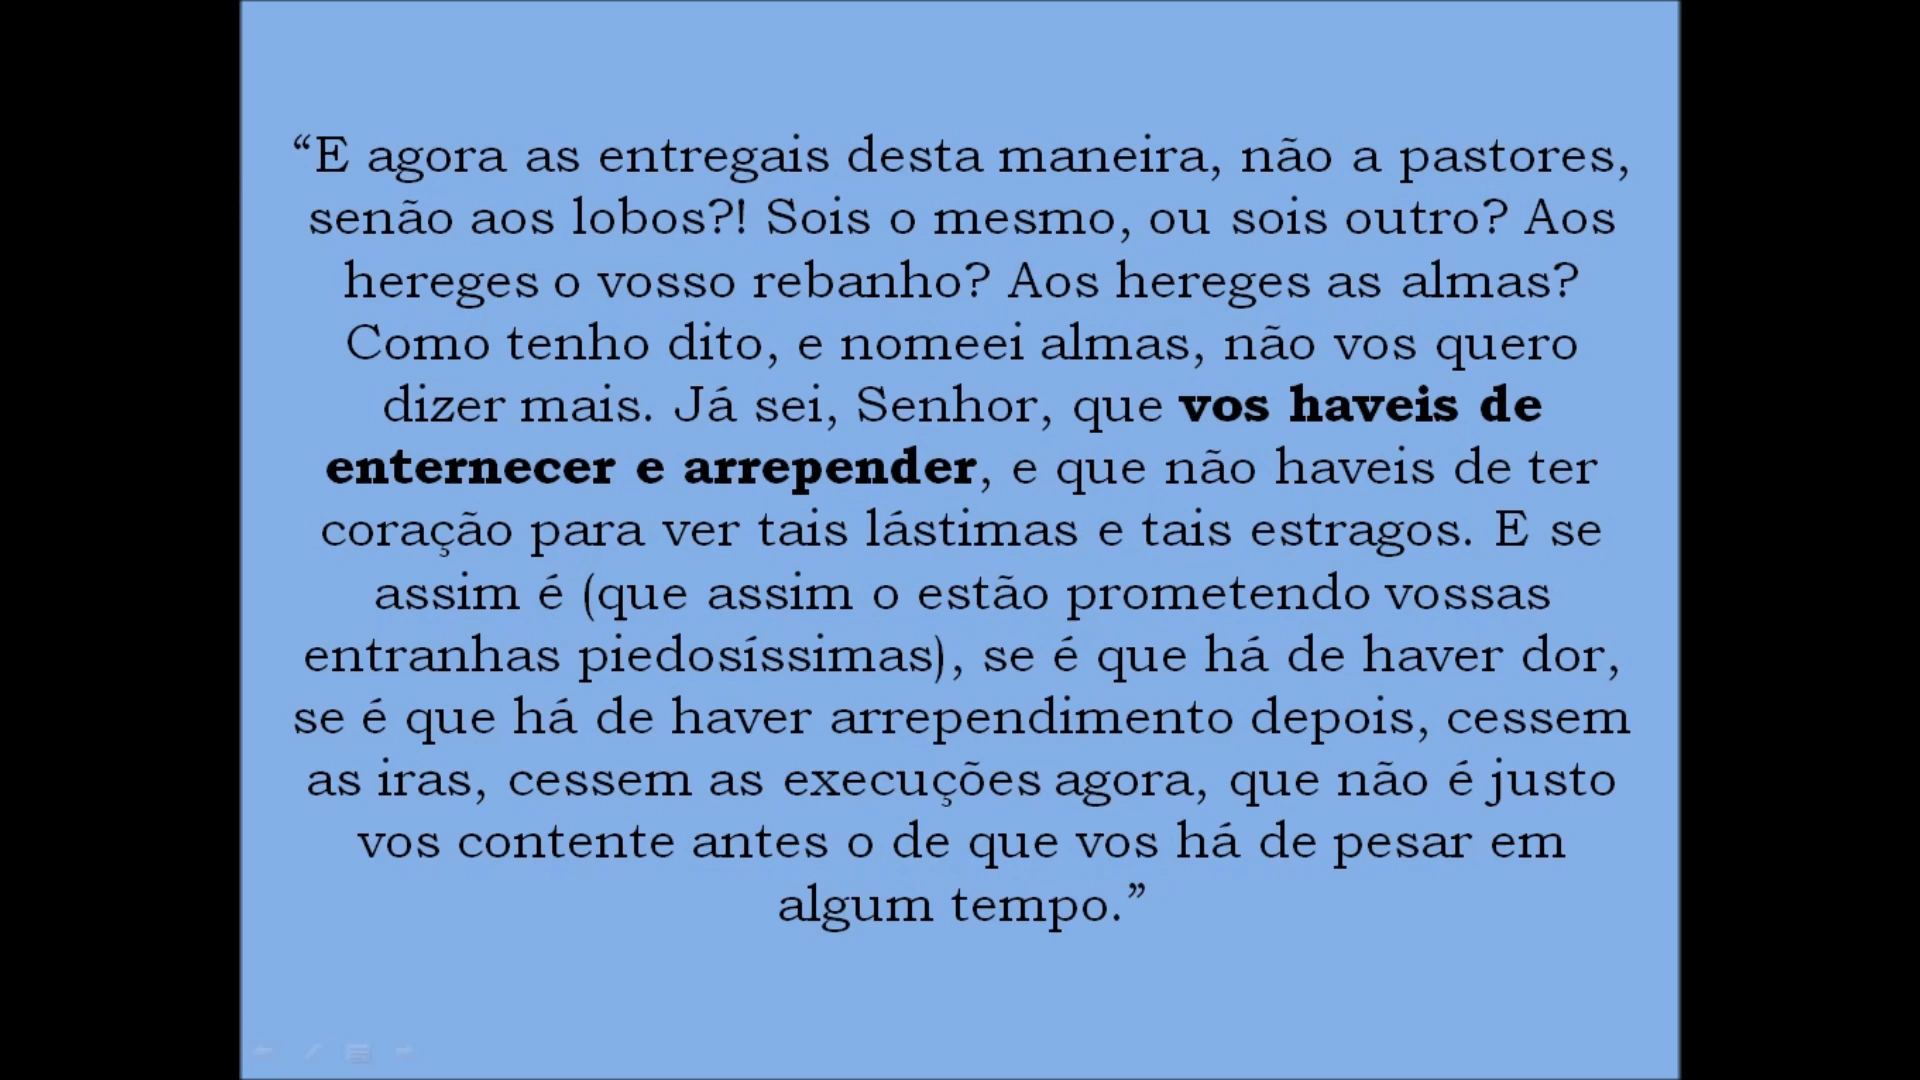 “E agora as entregais desta maneira, não a pastores,
senão aos lobos?! Sois o mesmo, ou sois outro? Aos
hereges o vosso rebanho? Aos hereges as almas?
Como tenho dito, e nomeei almas, não vos quero
dizer mais. Já sei, Senhor, que vos haveis de
enternecer e arrepender, e que não haveis de ter
coração para ver tais lástimas e tais estragos. E se
assim é (que assim o estão prometendo vossas
entranhas piedosíssimas), se é que há de haver dor,
se é que há de haver arrependimento depois, cessem
as iras, cessem as execuções agora, que não é justo
vos contente antes o de que vos há de pesar em
algum tempo.”